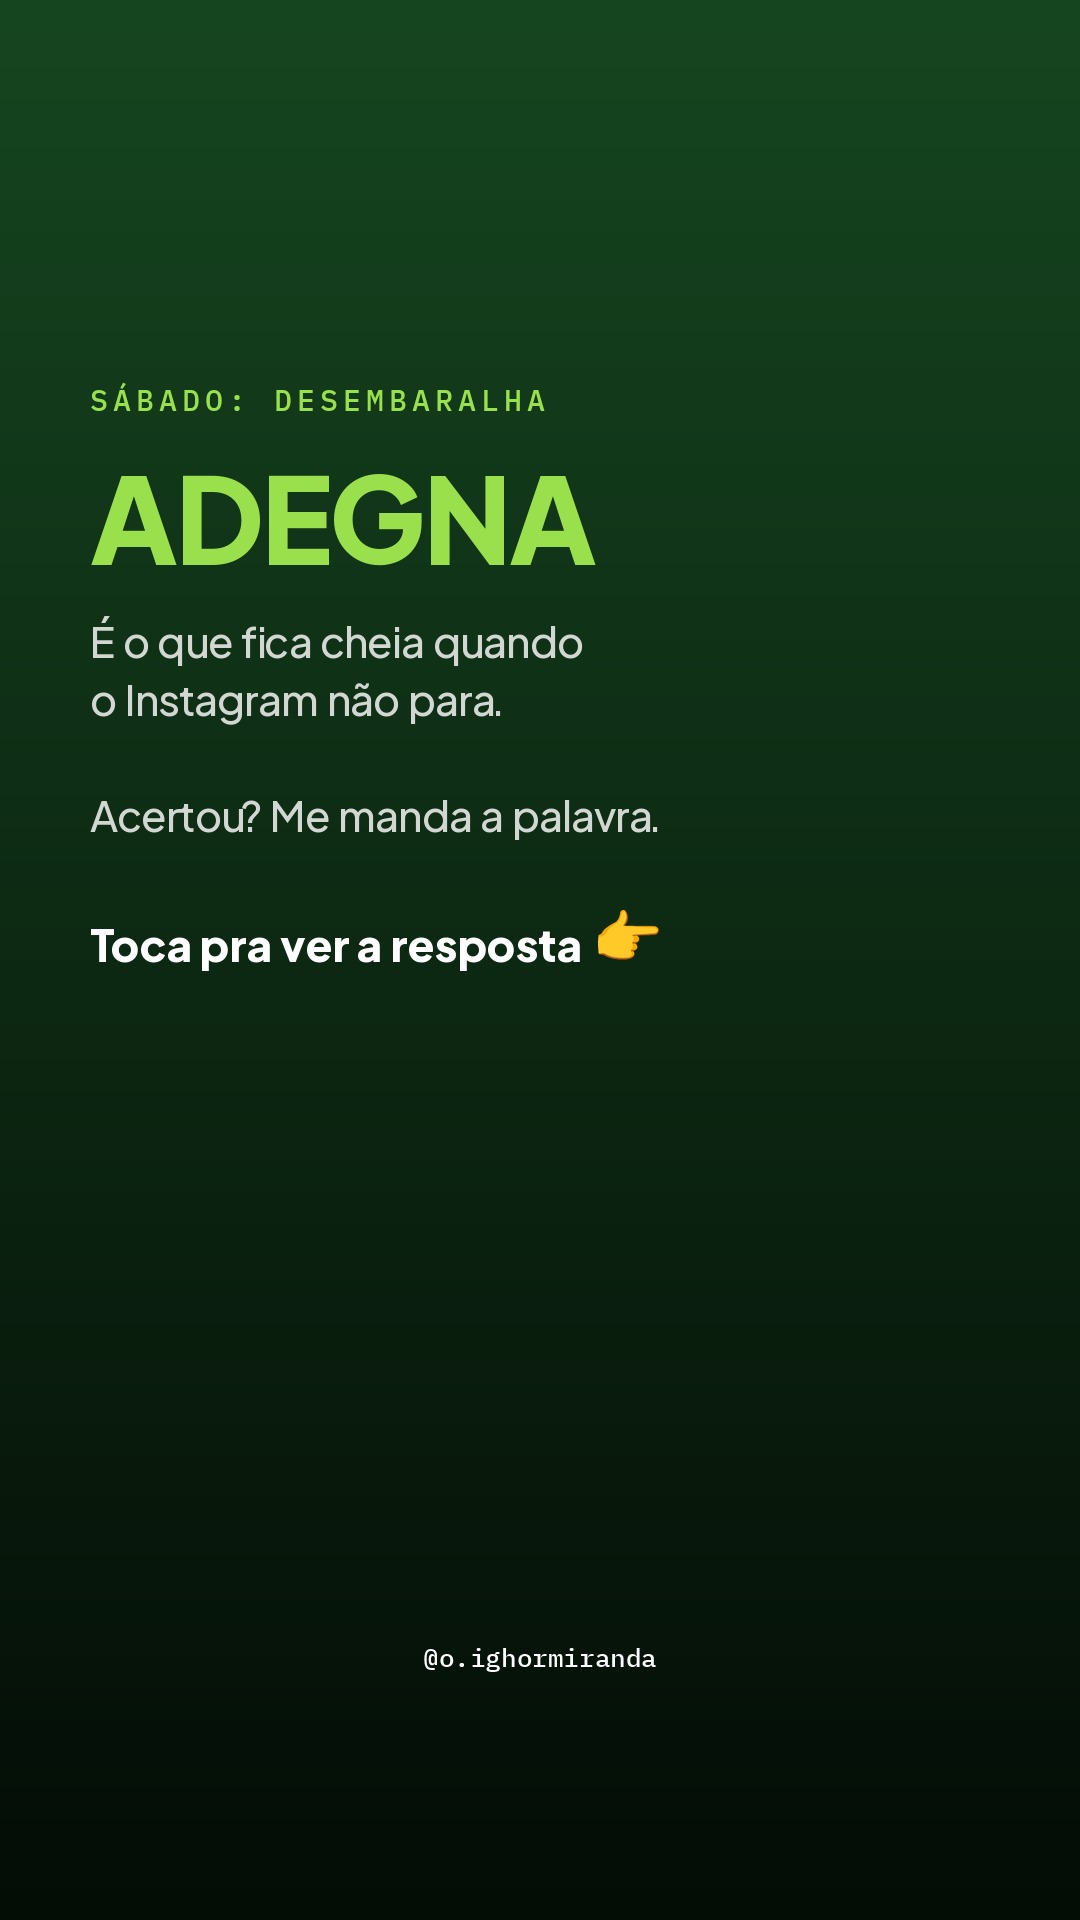 SÁBADO: DESEMBARALHA
ADEGNA
É o que fica cheia quando
o Instagram não para.
Acertou? Me manda a palavra.
Toca pra ver a resposta 👉
@o.ighormiranda